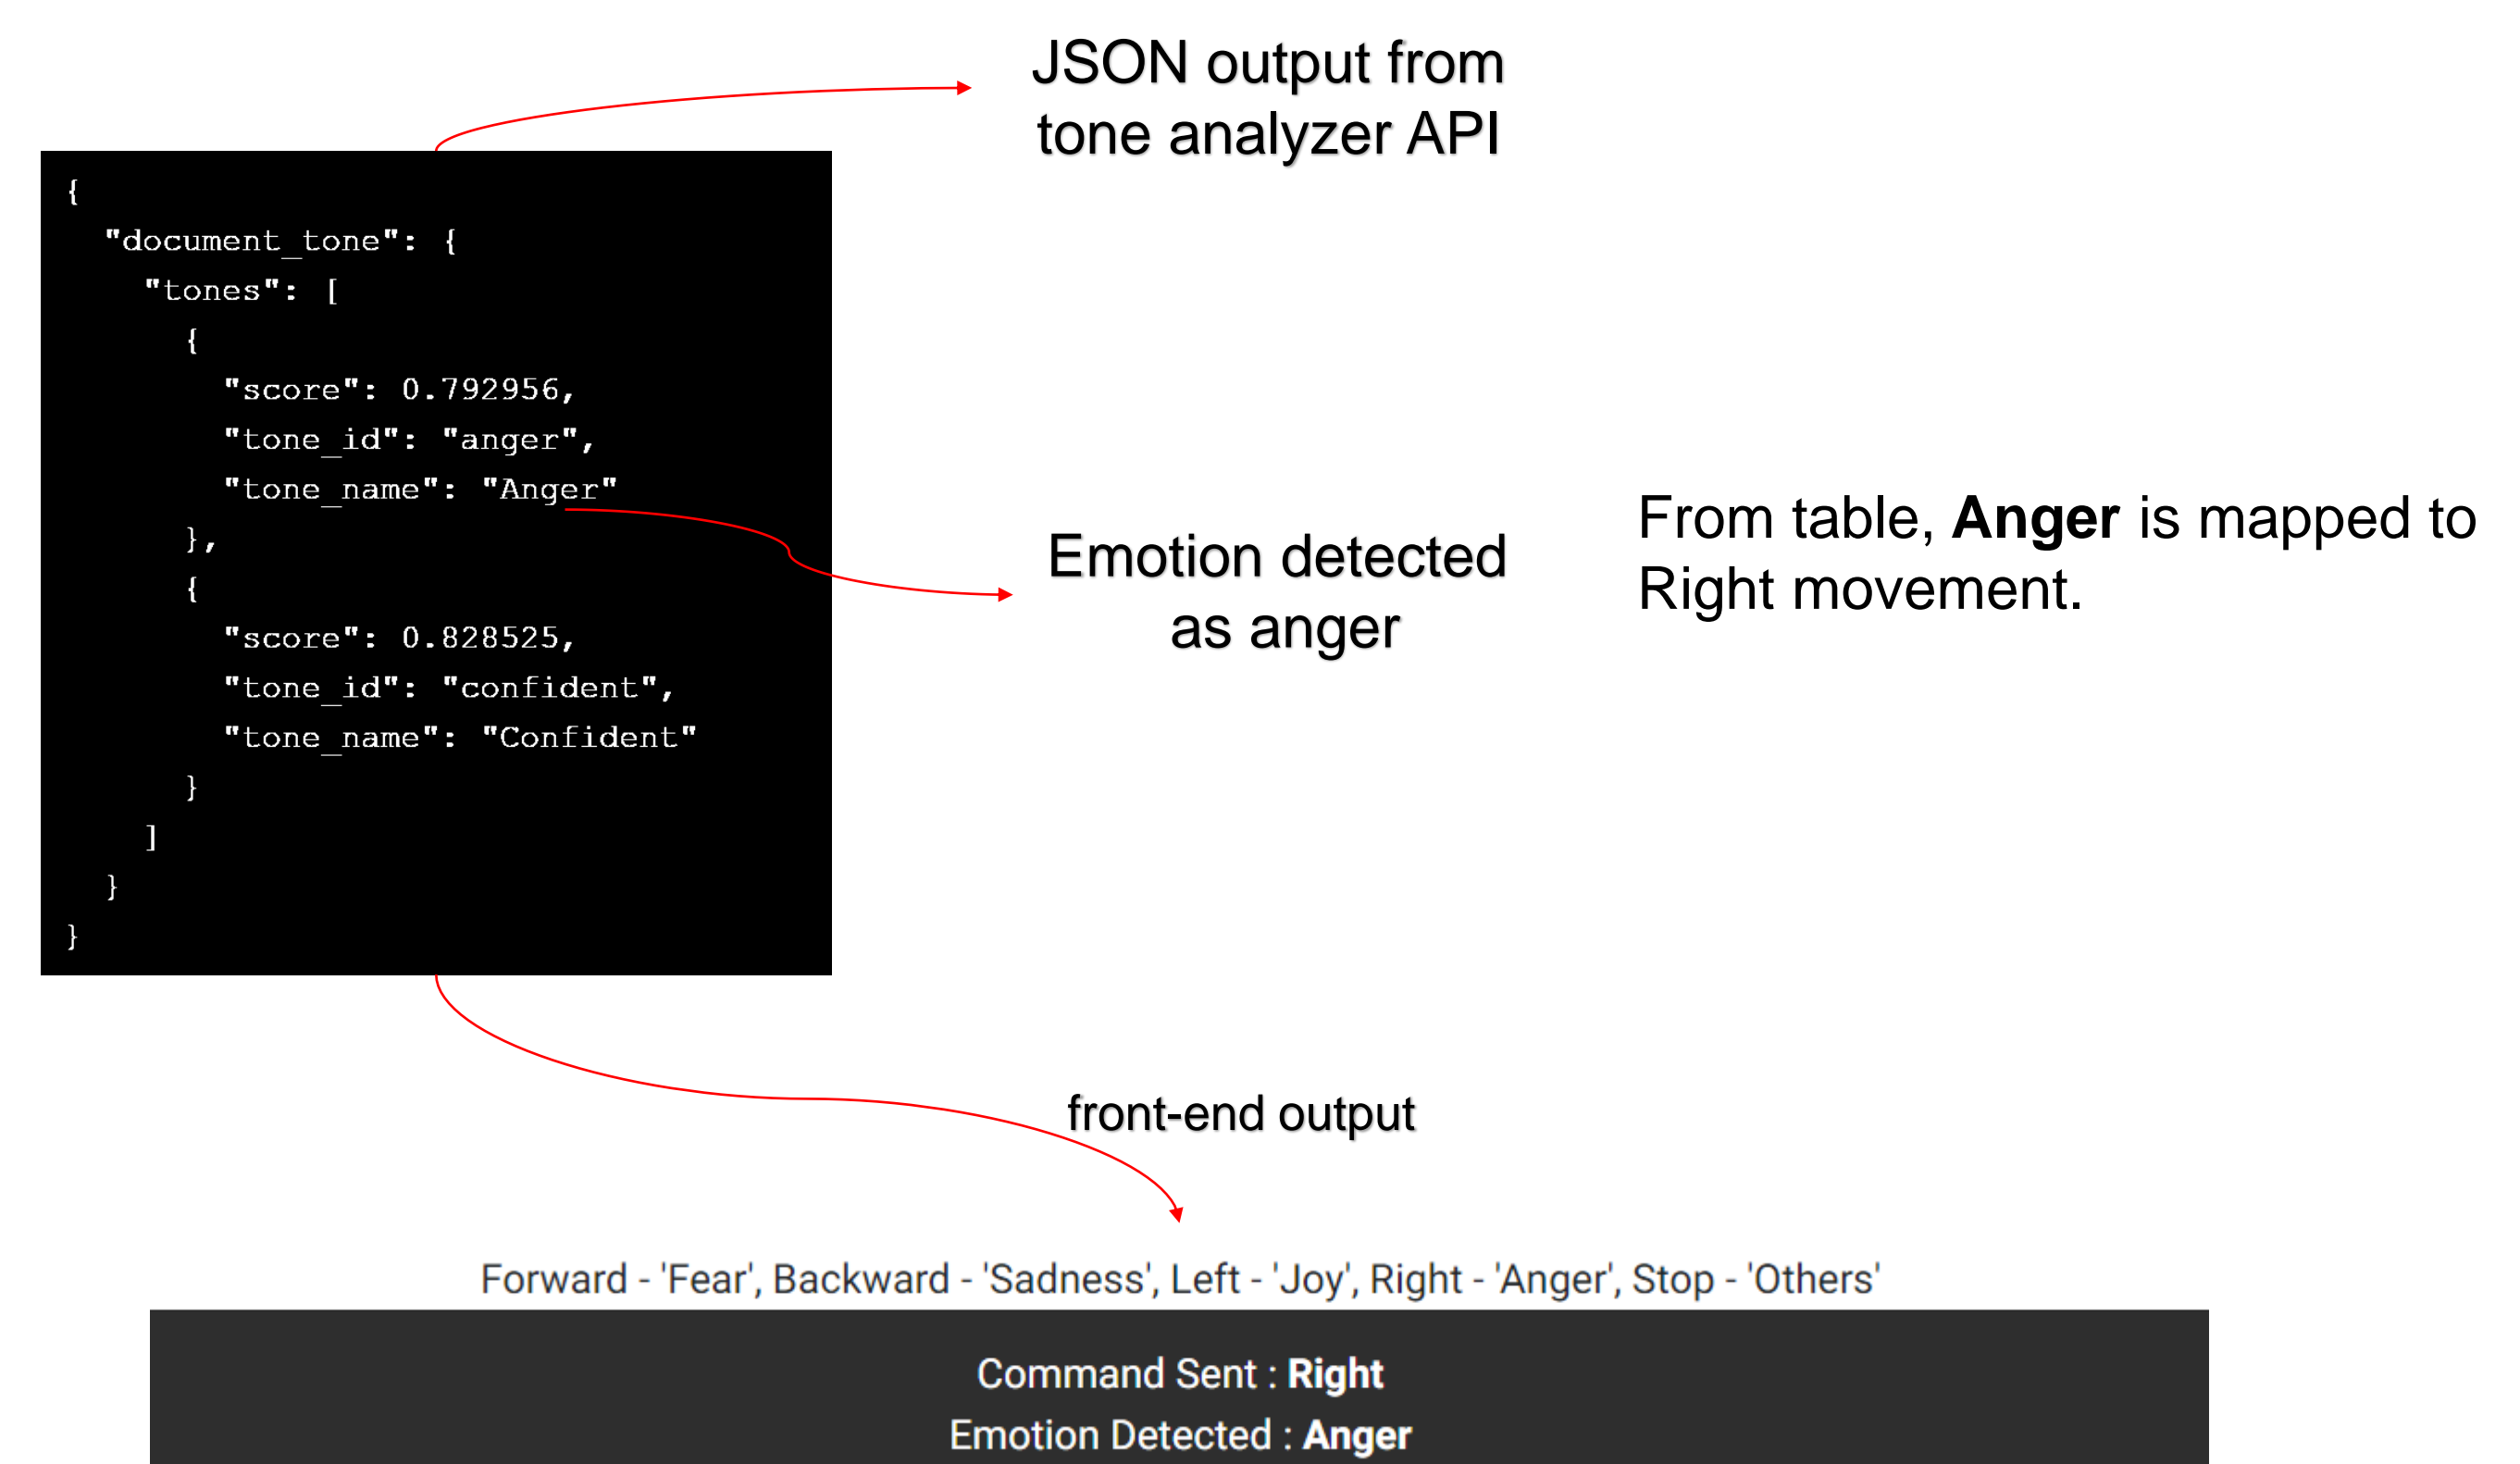 JSON output from
tone analyzer API
{
"document_tone": {
"tones": [
{
"score": 0.792956,
"tone_id": "anger",
"tone_name": "Anger"
},
{
"score": 0.828525,
"tone_id": "confident",
"tone_name": "Confident"
}
]
}
}
Emotion detected
as anger
From table, Anger is mapped to
Right movement.
front-end output
Forward - 'Fear', Backward - 'Sadness', Left - 'Joy', Right - 'Anger', Stop - 'Others'
Command Sent : Right
Emotion Detected : Anger